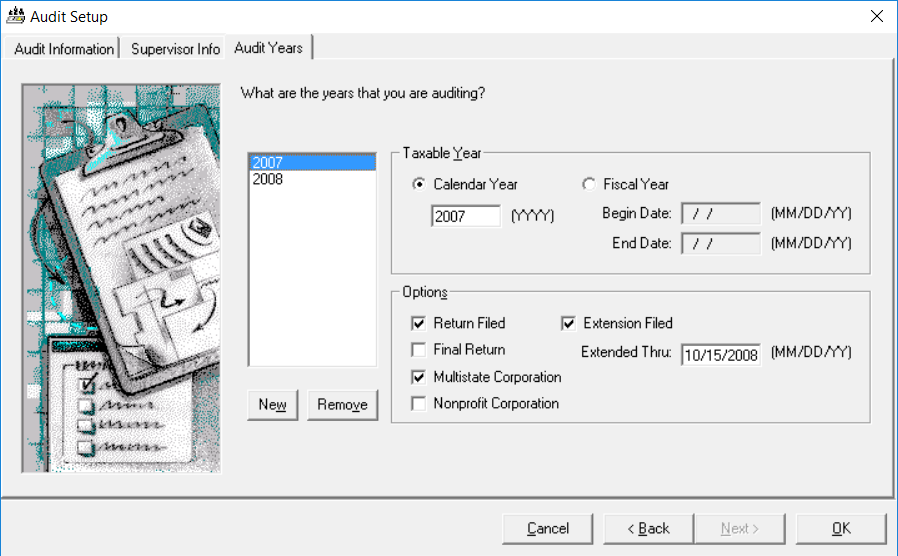 Audit Setup
Audit Information
Supervisor Info
Audit Years
What are the years that you are auditing?
2007
2008
Taxable Year
Calendar Year
Fiscal Year
2007 (YYYY)
Begin Date: / / (MM/DD/YY)
End Date: / / (MM/DD/YY)
Options
Return Filed
Extension Filed
Final Return
Extended Thru: 10/15/2008 (MM/DD/YY)
Multistate Corporation
Nonprofit Corporation
New
Remove
Cancel
< Back
Next >
OK